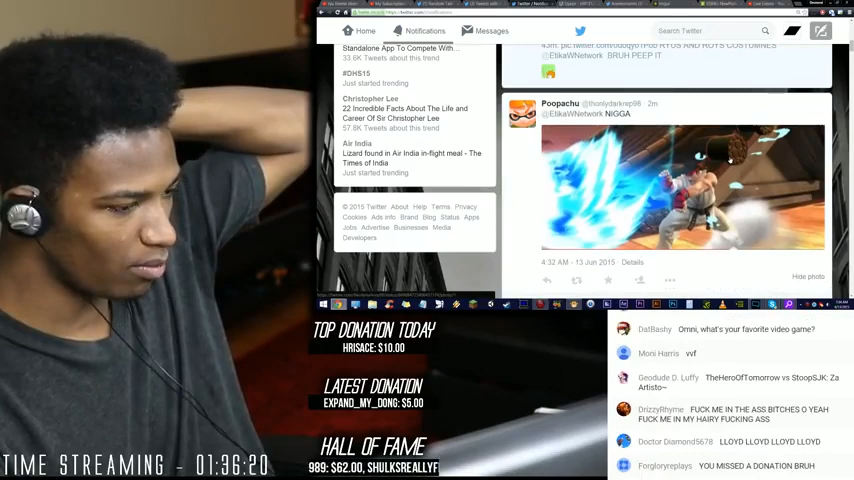 Home
Notifications
Messages
Search Twitter
Standalone App To Compete With...
33.6K Tweets about this trend
#DHS15
Just started trending
Christopher Lee
22 Incredible Facts About The Life and
Career Of Sir Christopher Lee
57.8K Tweets about this trend
Air India
Lizard found in Air India in-flight meal - The
Times of India
Just started trending
© 2015 Twitter About Help Terms Privacy
Cookies Ads info Brand Blog Status Apps
Jobs Advertise Businesses Media
Developers
RYUS AND ROYS COSTUMNES
@EtikaWNetwork BRUH PEEP IT
Poopachu @thonlydarkrep96 · 2m
@EtikaWNetwork NIGGA
4:32 AM - 13 Jun 2015 · Details
Hide photo
TOP DONATION TODAY
HRISACE: $10.00
LATEST DONATION
EXPAND_MY_DONG: $5.00
HALL OF FAME
989: $62.00, SHULKSREALLYF
TIME STREAMING - 01:36:20
DatBashy Omni, what's your favorite video game?
Moni Harris vvf
Geodude D. Luffy TheHeroOfTomorrow vs StoopSJK: Za
Artisto~
DrizzyRhyme FUCK ME IN THE ASS BITCHES O YEAH
FUCK ME IN MY HAIRY FUCKING ASS
Doctor Diamond5678 LLOYD LLOYD LLOYD LLOYD
Forgloryreplays YOU MISSED A DONATION BRUH